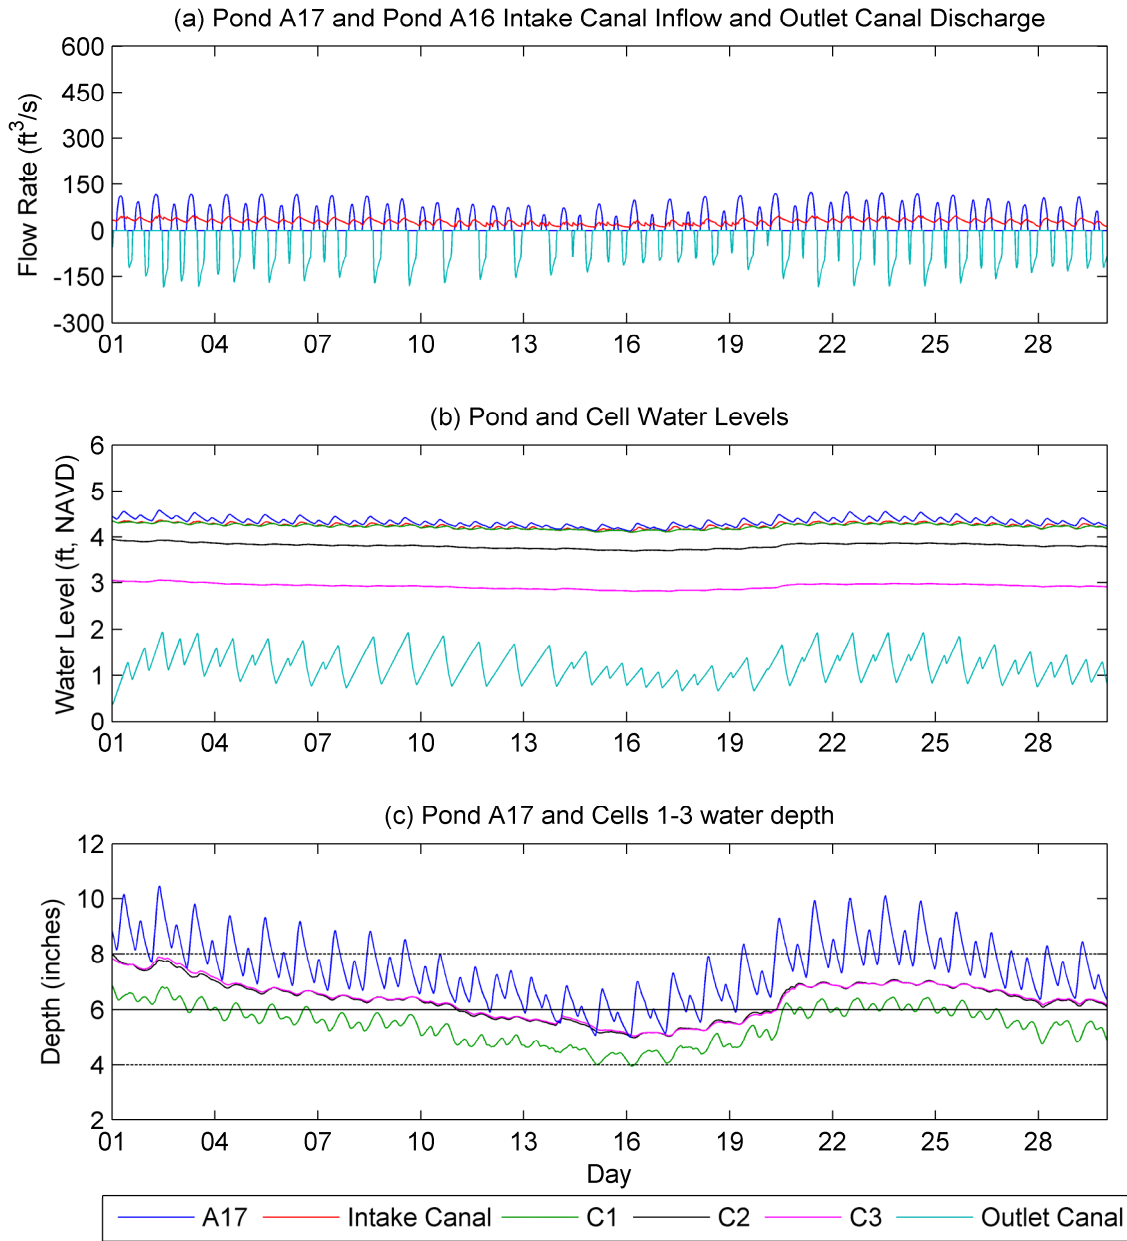 (a) Pond A17 and Pond A16 Intake Canal Inflow and Outlet Canal Discharge
600
450
300
150
0
-150
-300
Flow Rate (ft³/s)
01 04 07 10 13 16 19 22 25 28
(b) Pond and Cell Water Levels
6
5
4
3
2
1
0
Water Level (ft, NAVD)
01 04 07 10 13 16 19 22 25 28
(c) Pond A17 and Cells 1-3 water depth
12
10
8
6
4
2
Depth (inches)
01 04 07 10 13 16 19 22 25 28
Day
A17 Intake Canal C1 C2 C3 Outlet Canal